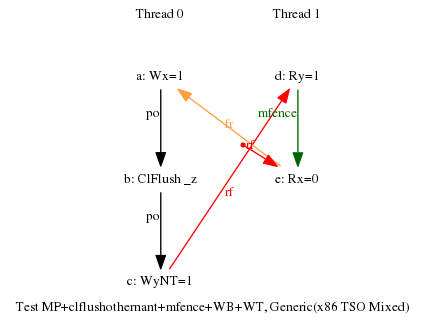 Thread 0 Thread 1
a: Wx=1 d: Ry=1
po mfence
fr
rf
b: ClFlush _z e: Rx=0
rf
po
c: WyNT=1
Test MP+clflushothernant+mfence+WB+WT, Generic(x86 TSO Mixed)